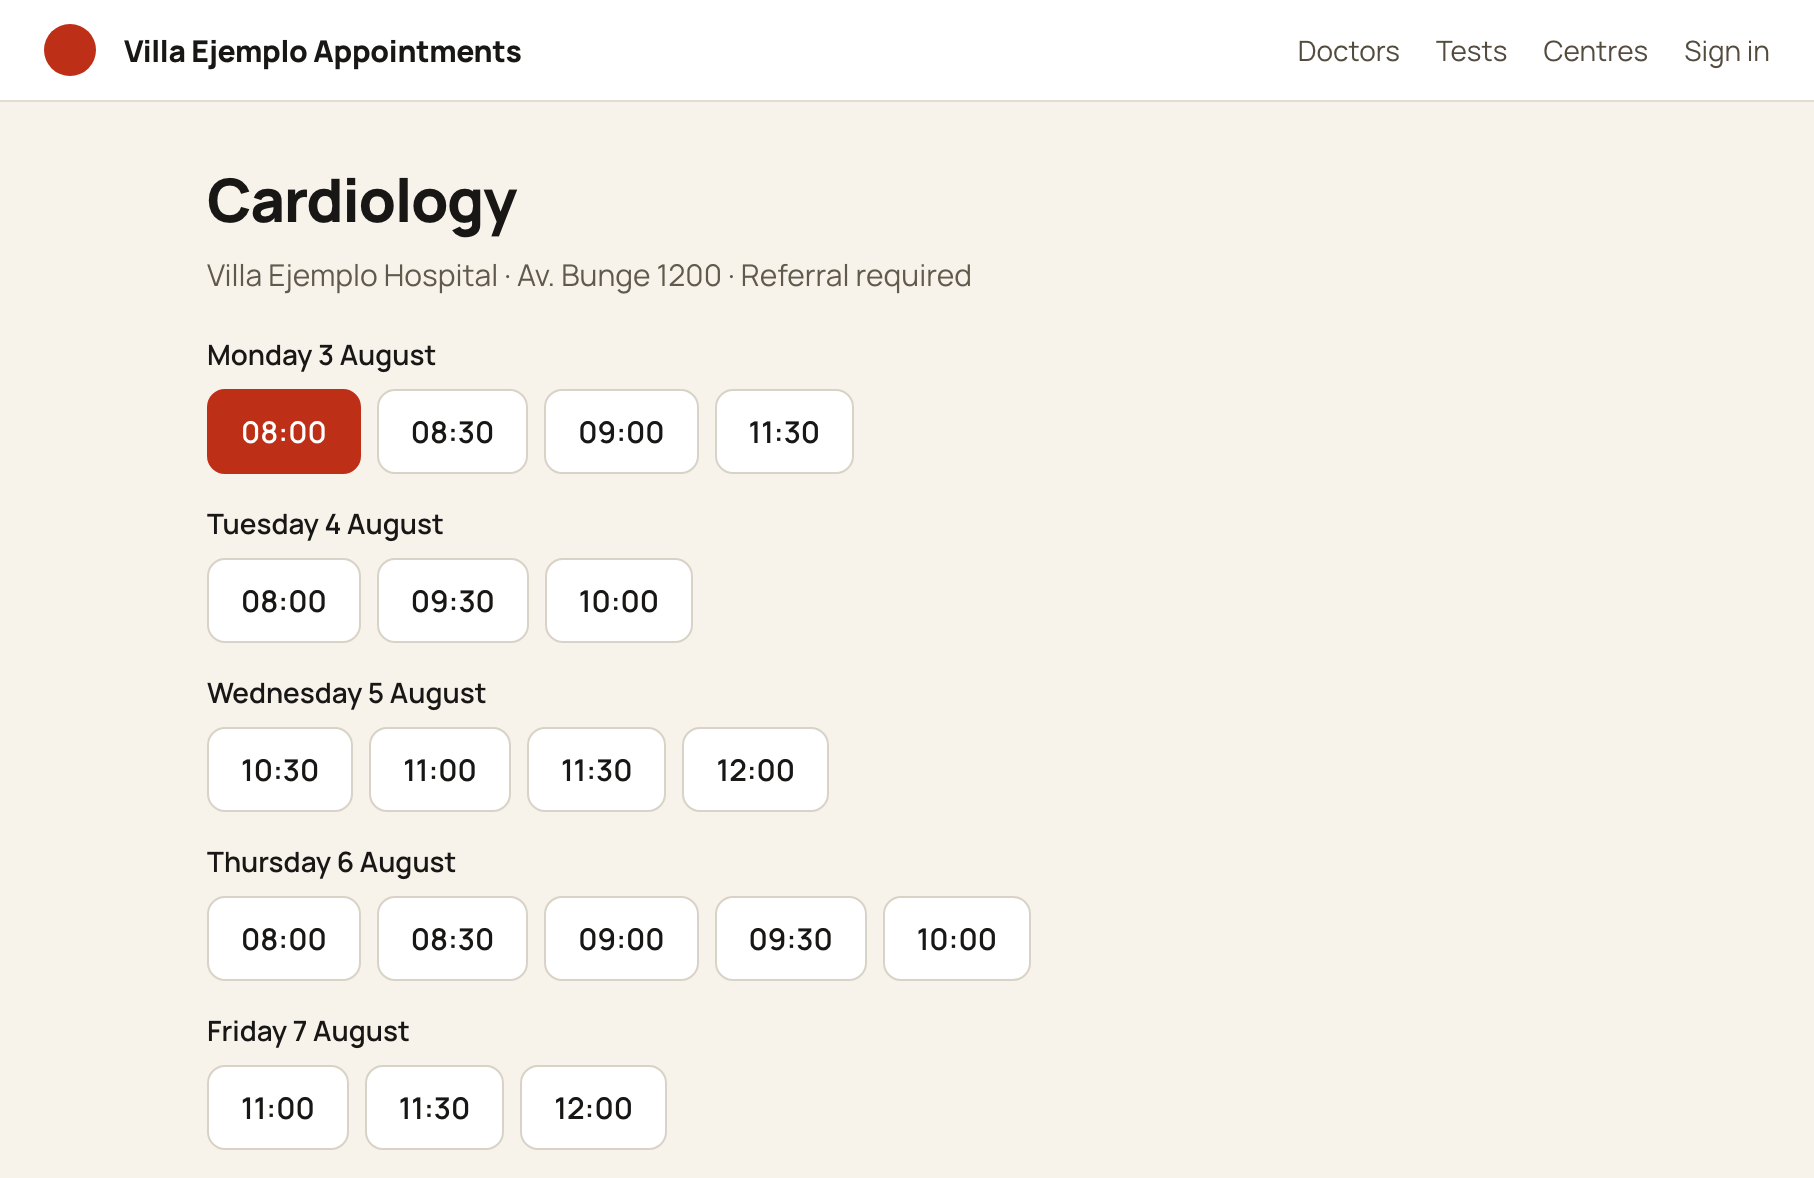 Villa Ejemplo Appointments
Doctors Tests Centres Sign in
Cardiology
Villa Ejemplo Hospital · Av. Bunge 1200 · Referral required
Monday 3 August
08:00 08:30 09:00 11:30
Tuesday 4 August
08:00 09:30 10:00
Wednesday 5 August
10:30 11:00 11:30 12:00
Thursday 6 August
08:00 08:30 09:00 09:30 10:00
Friday 7 August
11:00 11:30 12:00